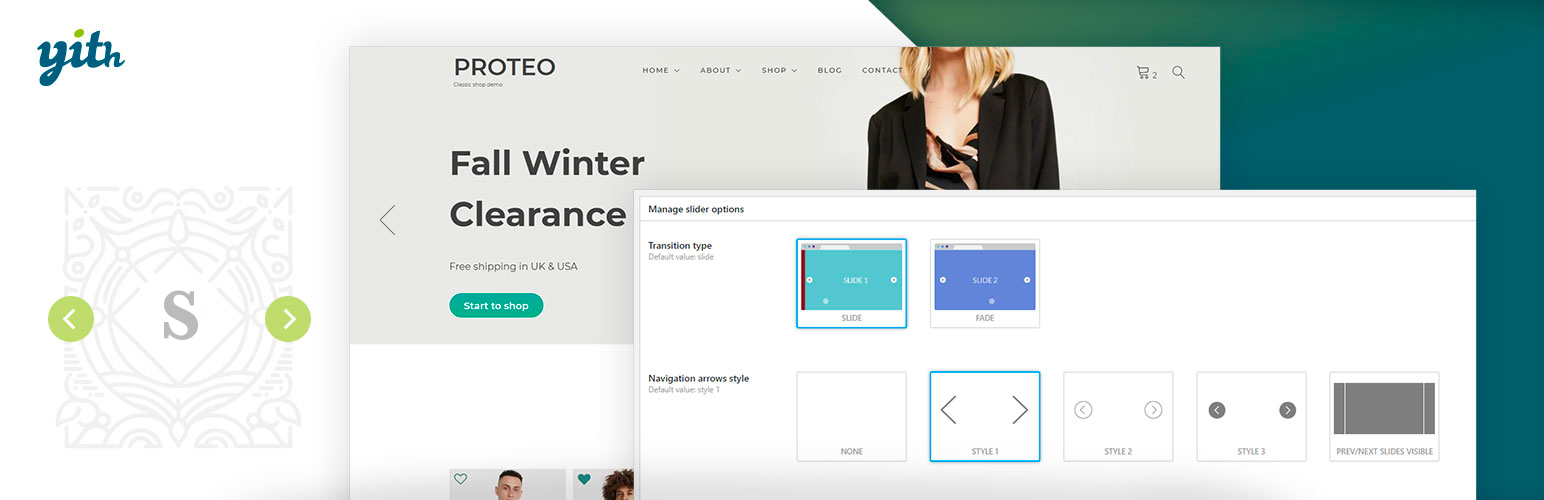 yith
S
PROTEO
Classic shop demo
HOME ABOUT SHOP BLOG CONTACT
2
Fall Winter
Clearance
Free shipping in UK & USA
Start to shop
Manage slider options
Transition type
Default value: slide
SLIDE 1
SLIDE 2
SLIDE
FADE
Navigation arrows style
Default value: style 1
NONE
STYLE 1
STYLE 2
STYLE 3
PREV/NEXT SLIDES VISIBLE